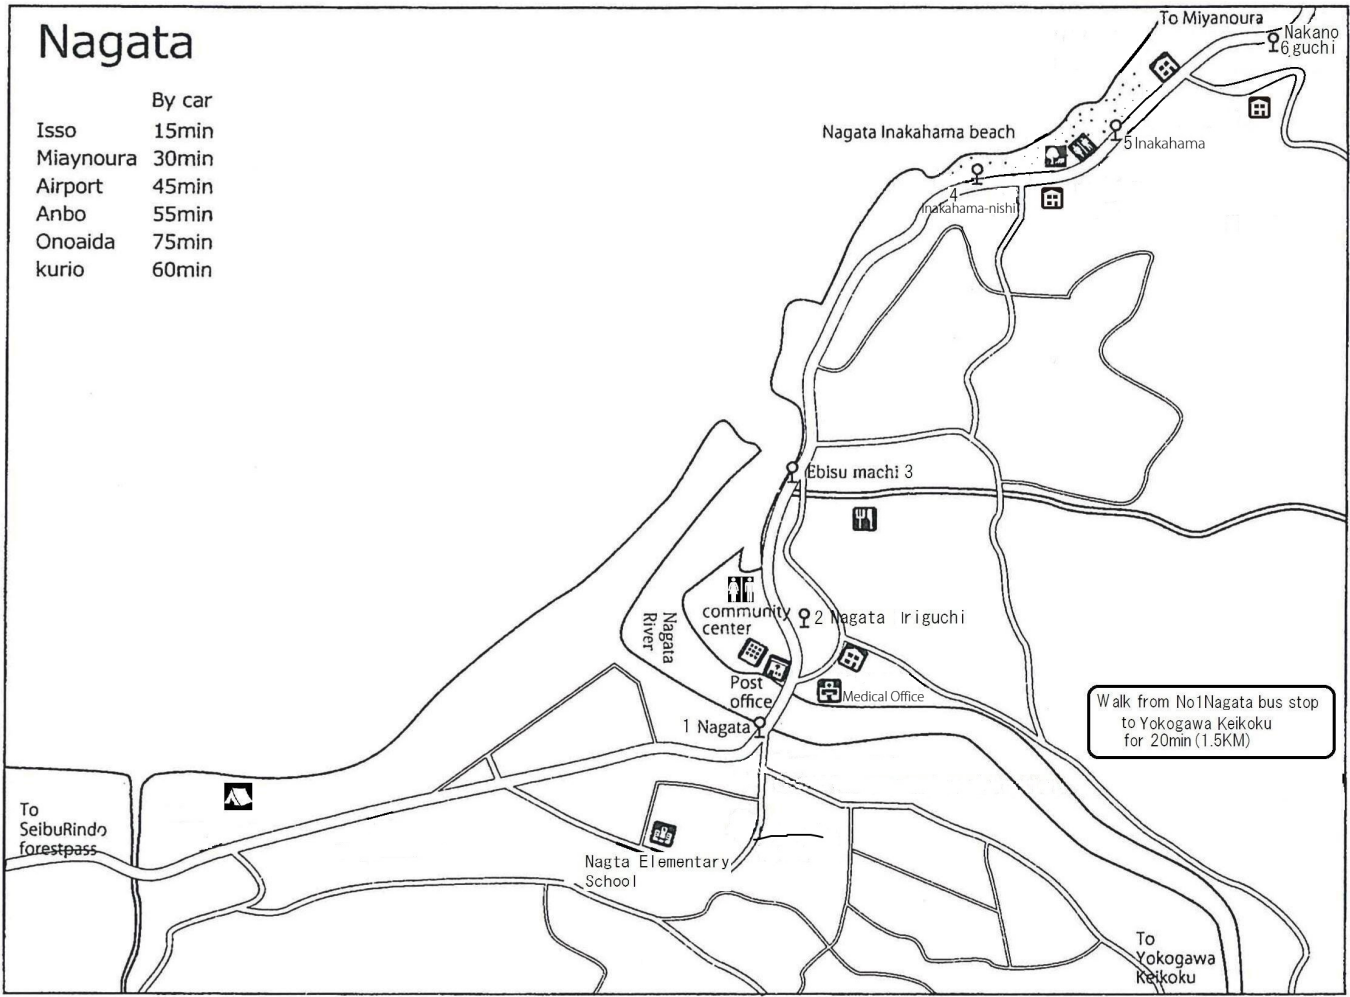 Nagata
By car
Isso 15min
Miaynoura 30min
Airport 45min
Anbo 55min
Onoaida 75min
kurio 60min
To Miyanoura
Nakano
6 guchi
Nagata Inakahama beach
5 Inakahama
4
Inakahama-nishi
Ebisu machi 3
community
center
2 Nagata Iriguchi
Nagata
River
Post
office
Medical Office
1 Nagata
Walk from No1Nagata bus stop
to Yokogawa Keikoku
for 20min (1.5KM)
To
SeibuRindo
forestpass
Nagta Elementary
School
To
Yokogawa
Keikoku